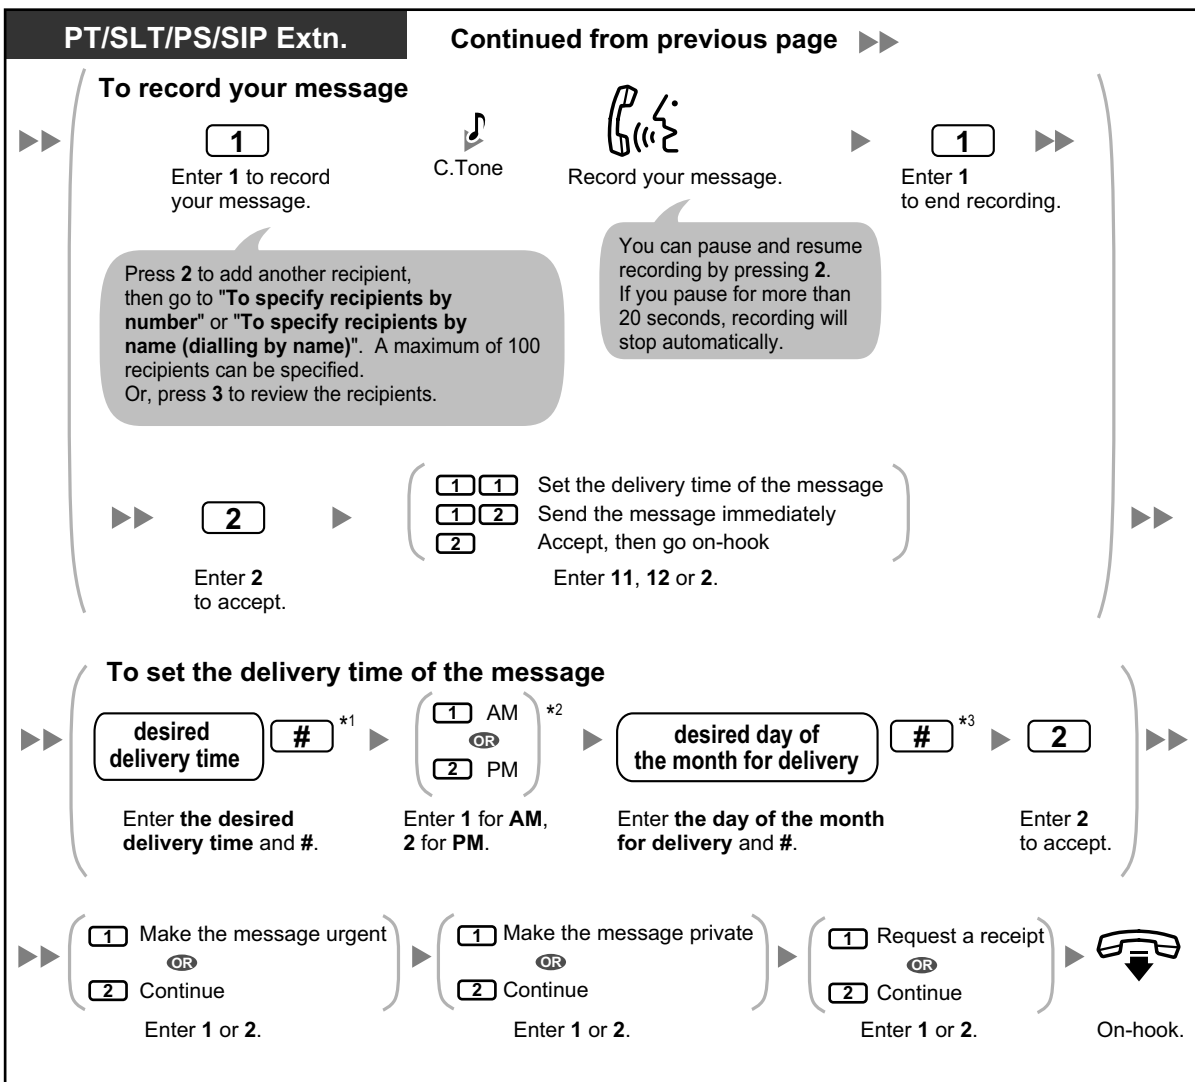 PT/SLT/PS/SIP Extn.
Continued from previous page
To record your message
1
Enter 1 to record
your message.
C.Tone
Record your message.
1
Enter 1
to end recording.
Press 2 to add another recipient,
then go to "To specify recipients by
number" or "To specify recipients by
name (dialling by name)". A maximum of 100
recipients can be specified.
Or, press 3 to review the recipients.
You can pause and resume
recording by pressing 2.
If you pause for more than
20 seconds, recording will
stop automatically.
2
Enter 2
to accept.
1 1 Set the delivery time of the message
1 2 Send the message immediately
2 Accept, then go on-hook
Enter 11, 12 or 2.
To set the delivery time of the message
desired
delivery time
# *1
Enter the desired
delivery time and #.
1 AM
OR
2 PM
*2
Enter 1 for AM,
2 for PM.
desired day of
the month for delivery
# *3
Enter the day of the month
for delivery and #.
2
Enter 2
to accept.
1 Make the message urgent
OR
2 Continue
Enter 1 or 2.
1 Make the message private
OR
2 Continue
Enter 1 or 2.
1 Request a receipt
OR
2 Continue
Enter 1 or 2.
On-hook.